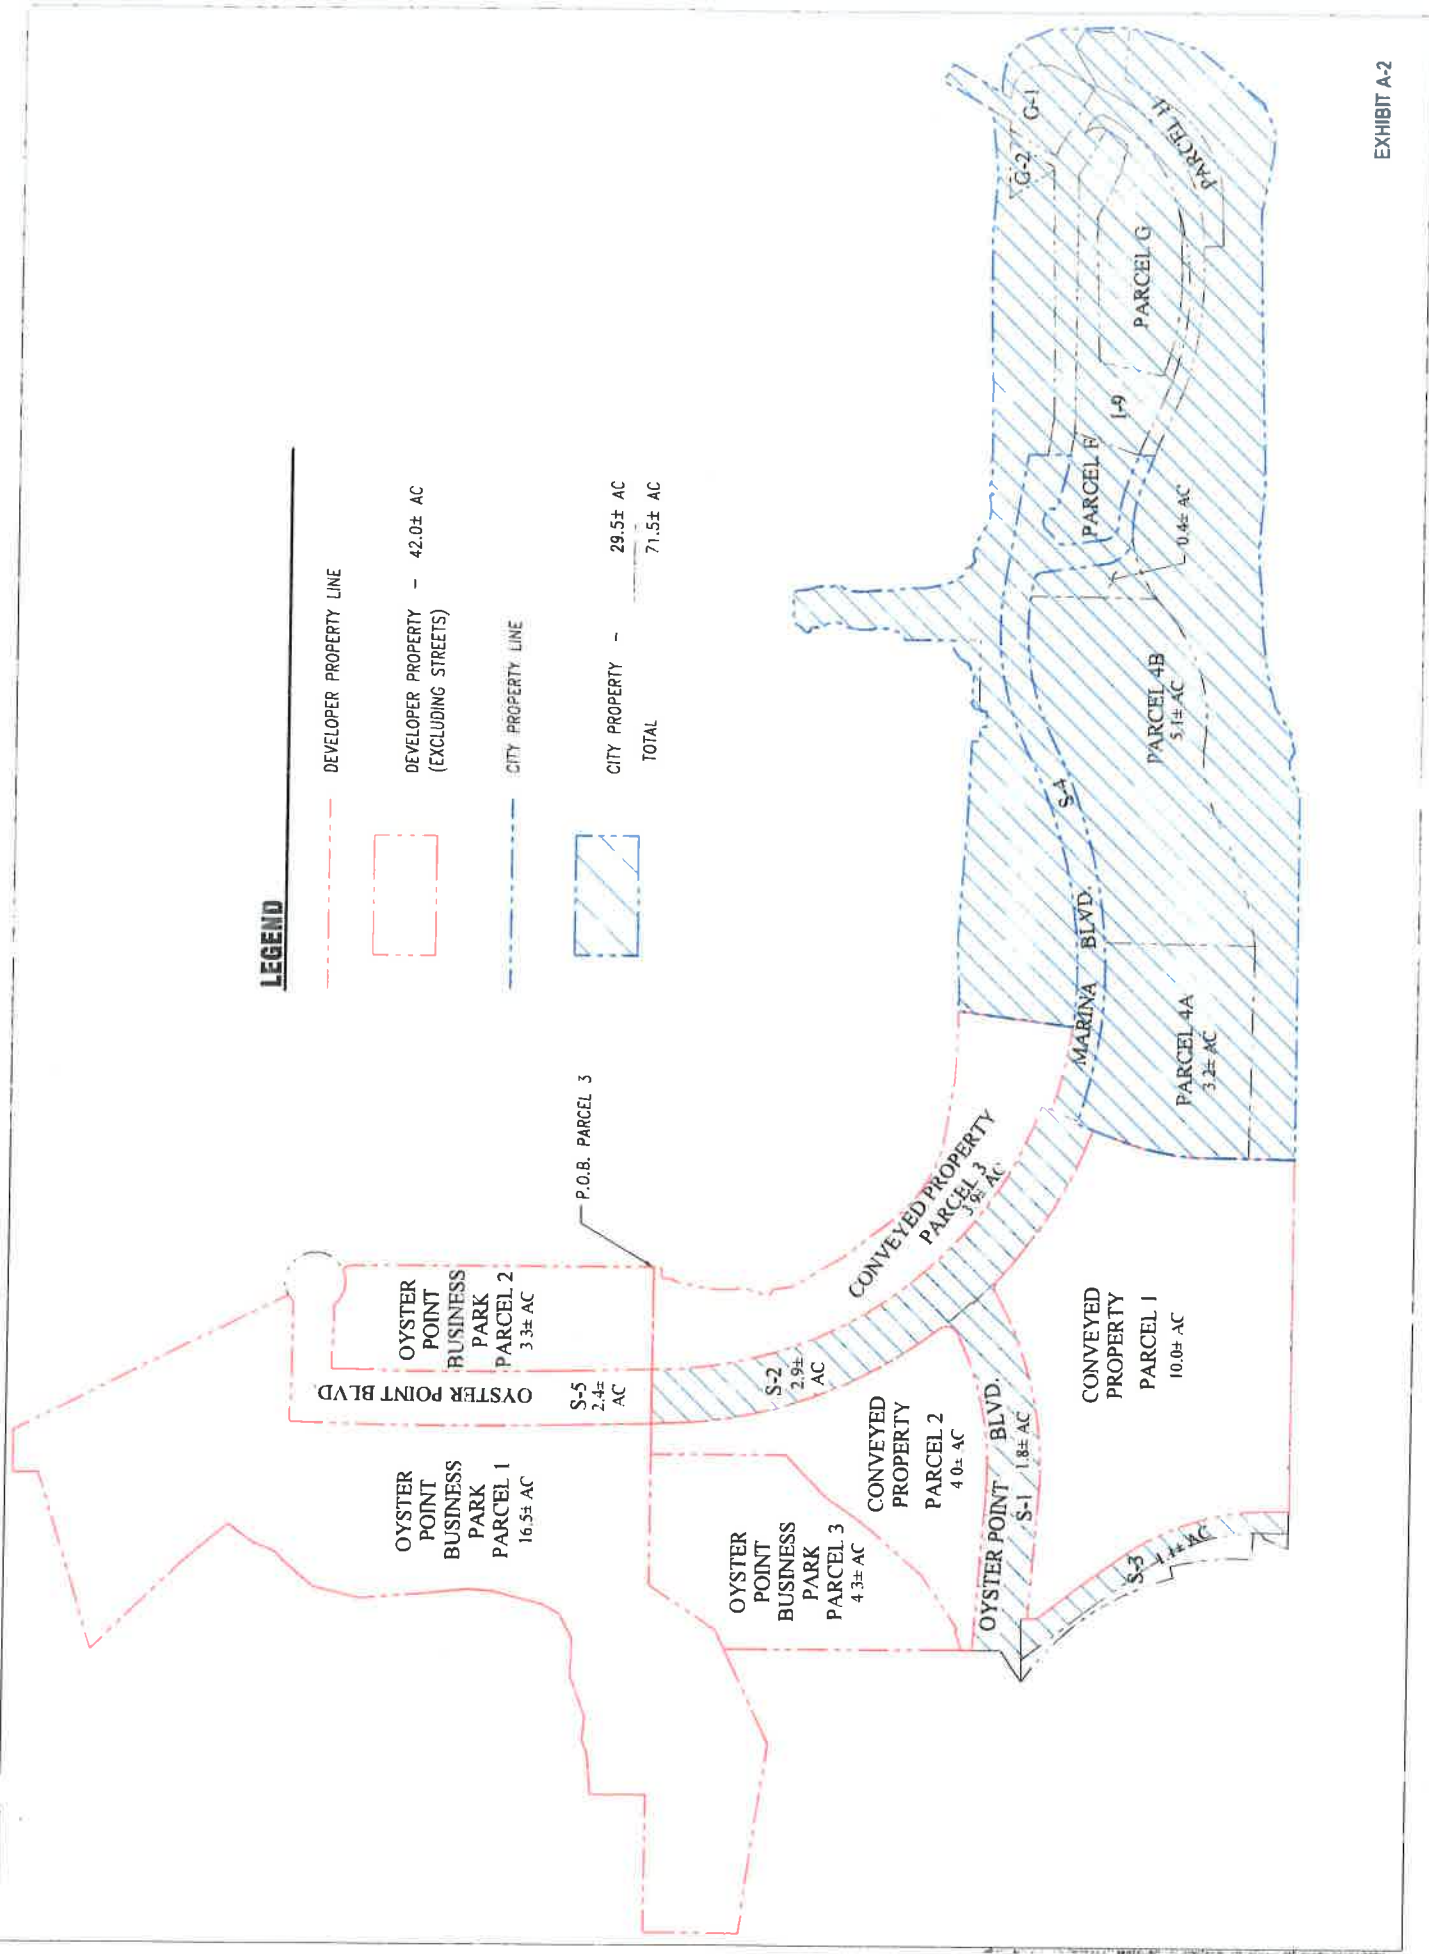 LEGEND
DEVELOPER PROPERTY LINE
DEVELOPER PROPERTY - 42.0± AC
(EXCLUDING STREETS)
CITY PROPERTY LINE
CITY PROPERTY - 29.5± AC
TOTAL 71.5± AC
P.O.B. PARCEL 3
OYSTER
POINT
BUSINESS
PARK
PARCEL 1
16.5± AC
OYSTER
POINT
BUSINESS
PARK
PARCEL 2
3.3± AC
OYSTER POINT BLVD
S-5
2.4±
AC
S-2
2.9±
AC
OYSTER
POINT
BUSINESS
PARK
PARCEL 3
4.3± AC
CONVEYED
PROPERTY
PARCEL 2
4.0± AC
CONVEYED PROPERTY
PARCEL 3
3.9± AC
OYSTER POINT BLVD.
S-1 1.8± AC
S-3 1.1± AC
CONVEYED
PROPERTY
PARCEL 1
10.0± AC
MARINA BLVD.
S-4
PARCEL 4A
3.2± AC
PARCEL 4B
5.1± AC
0.4± AC
PARCEL F
1-9
PARCEL G
G-2
G-1
PARCEL H
EXHIBIT A-2